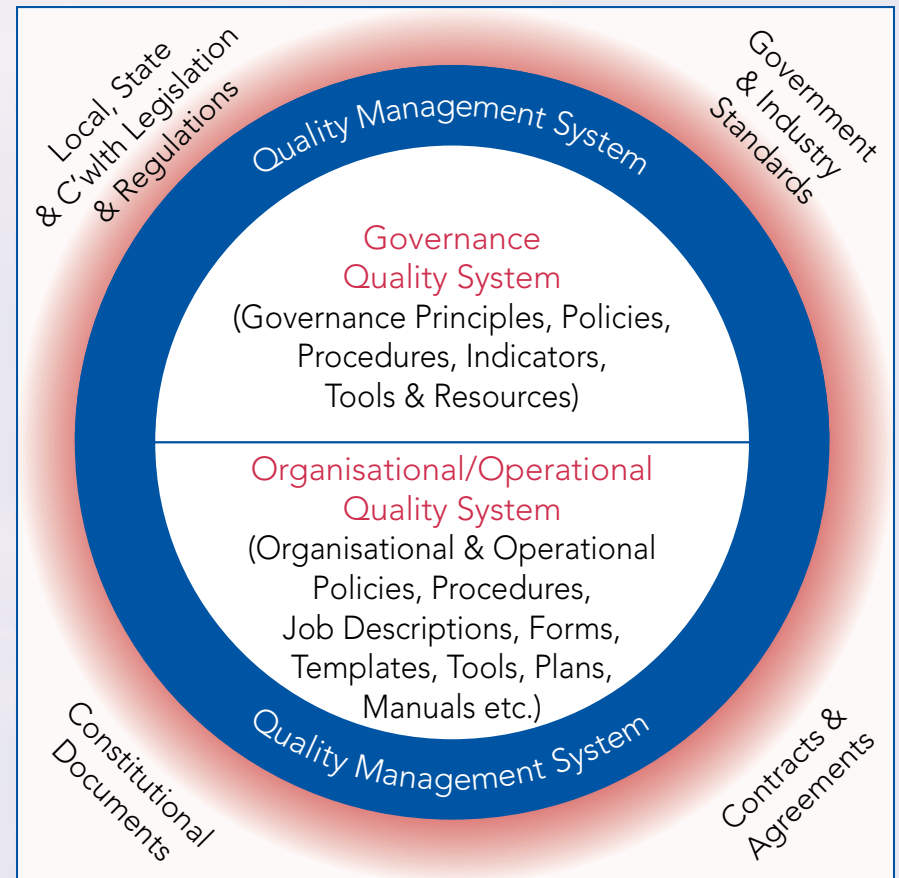 Local, State
& C'wlth Legislation
& Regulations
Government
& Industry
Standards
Quality Management System
Governance
Quality System
(Governance Principles, Policies,
Procedures, Indicators,
Tools & Resources)
Organisational/Operational
Quality System
(Organisational & Operational
Policies, Procedures,
Job Descriptions, Forms,
Templates, Tools, Plans,
Manuals etc.)
Quality Management System
Constitutional
Documents
Contracts &
Agreements